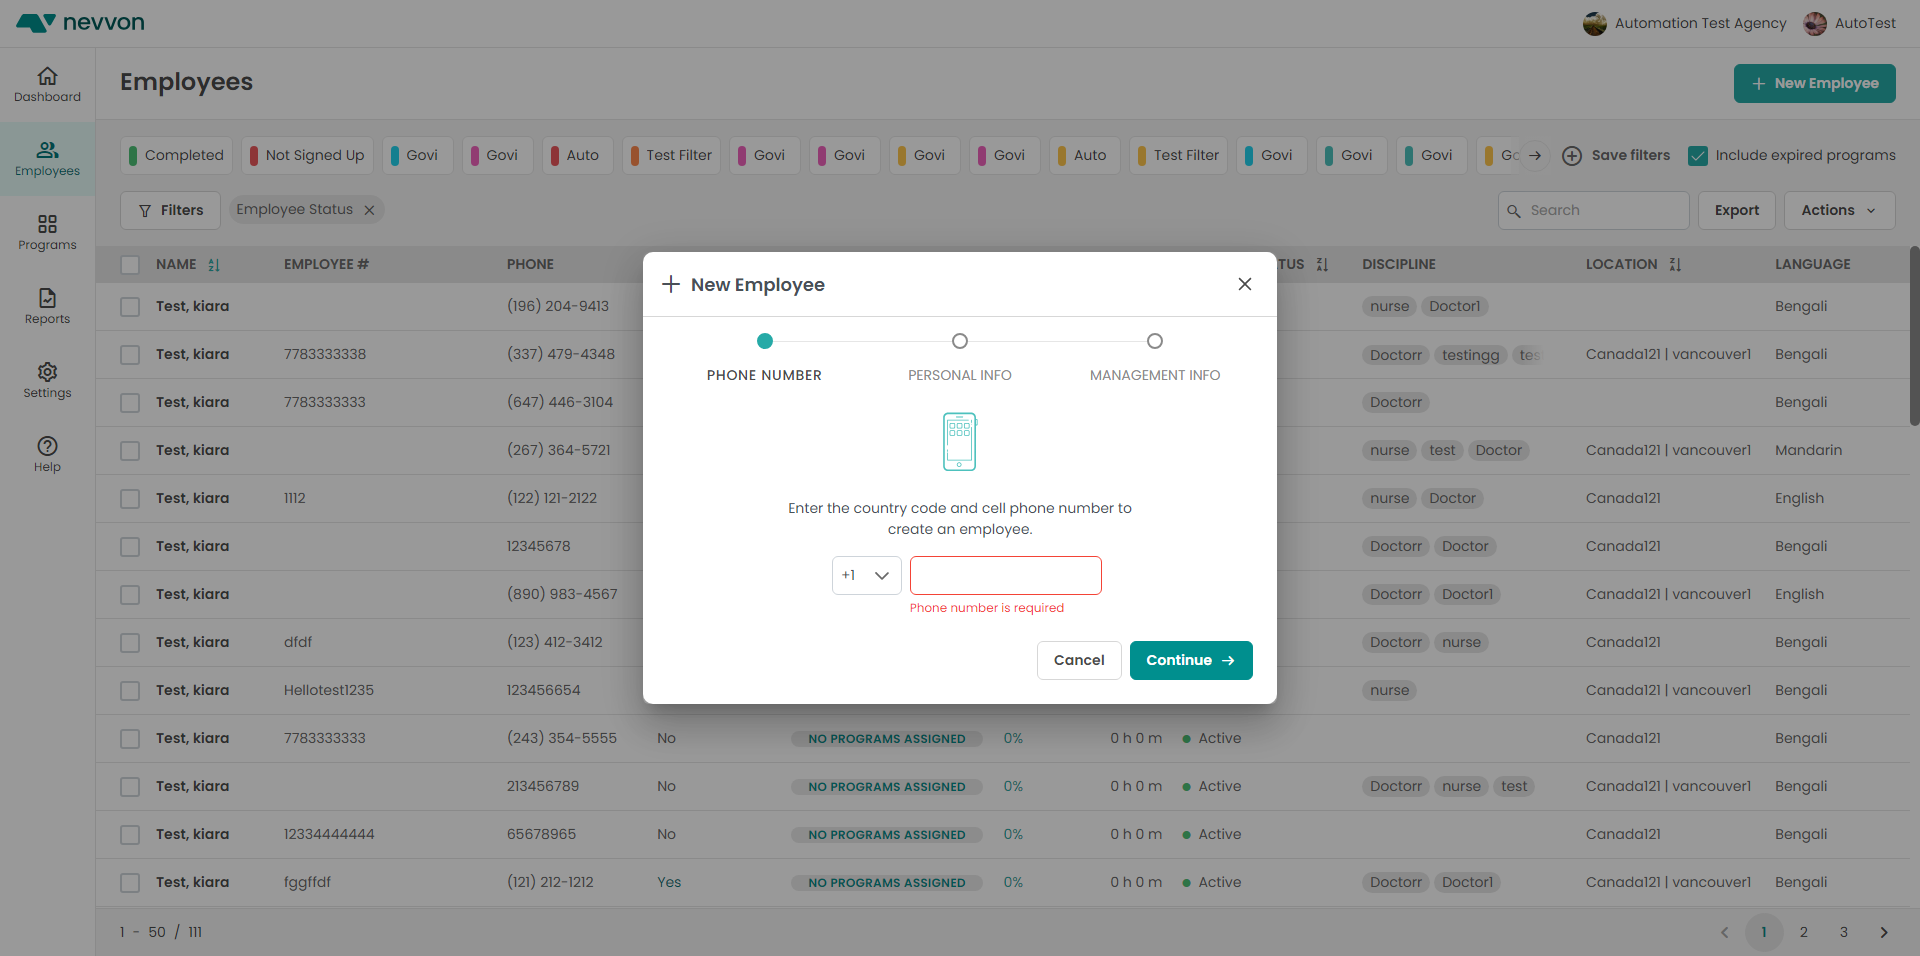 nevvon
Automation Test Agency
AutoTest
Dashboard
Employees
Programs
Reports
Settings
Help
Employees
New Employee
Completed
Not Signed Up
Govi
Govi
Auto
Test Filter
Govi
Govi
Govi
Govi
Auto
Test Filter
Govi
Govi
Govi
Save filters
Include expired programs
Filters
Employee Status
Search
Export
Actions
NAME EMPLOYEE # PHONE DISCIPLINE LOCATION LANGUAGE
Test, kiara (196) 204-9413 nurse Doctor1 Bengali
Test, kiara 7783333338 (337) 479-4348 Doctorr testingg Canada121 | vancouver1 Bengali
Test, kiara 7783333333 (647) 446-3104 Doctorr Bengali
Test, kiara (267) 364-5721 nurse test Doctor Canada121 | vancouver1 Mandarin
Test, kiara 1112 (122) 121-2122 nurse Doctor Canada121 English
Test, kiara 12345678 Doctorr Doctor Canada121 Bengali
Test, kiara (890) 983-4567 Doctorr Doctor1 Canada121 English
Test, kiara dfdf (123) 412-3412 Doctorr nurse Canada121 Bengali
Test, kiara Hellotest1235 123456654 nurse Canada121 | vancouver1 Bengali
Test, kiara 7783333333 (243) 354-5555 No NO PROGRAMS ASSIGNED 0% 0 h 0 m Active Canada121 Bengali
Test, kiara 213456789 No NO PROGRAMS ASSIGNED 0% 0 h 0 m Active Doctorr nurse test Canada121 | vancouver1 Bengali
Test, kiara 12334444444 65678965 No NO PROGRAMS ASSIGNED 0% 0 h 0 m Active Canada121 Bengali
Test, kiara fggffdf (121) 212-1212 Yes NO PROGRAMS ASSIGNED 0% 0 h 0 m Active Doctorr Doctor1 Canada121 | vancouver1 Bengali
1 - 50 / 111
1 2 3
New Employee
PHONE NUMBER
PERSONAL INFO
MANAGEMENT INFO
Enter the country code and cell phone number to
create an employee.
+1
Phone number is required
Cancel
Continue